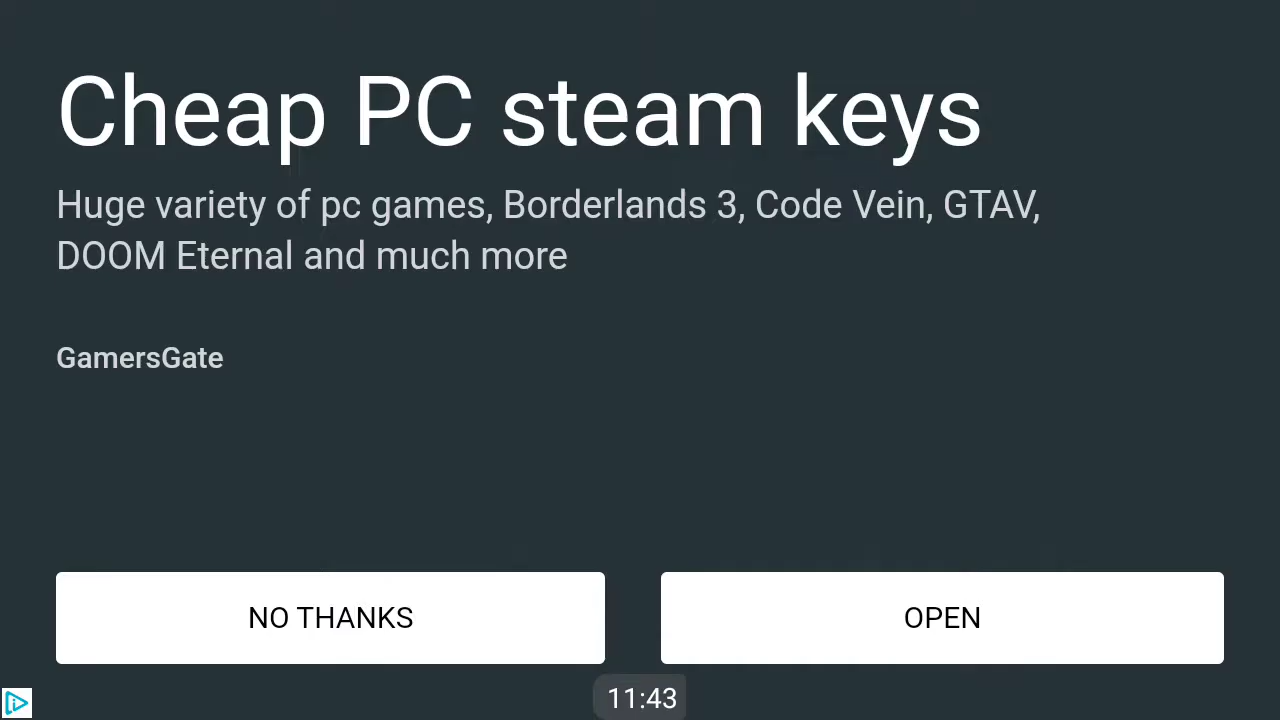 Cheap PC steam keys
Huge variety of pc games, Borderlands 3, Code Vein, GTAV,
DOOM Eternal and much more
GamersGate
NO THANKS
OPEN
11:43